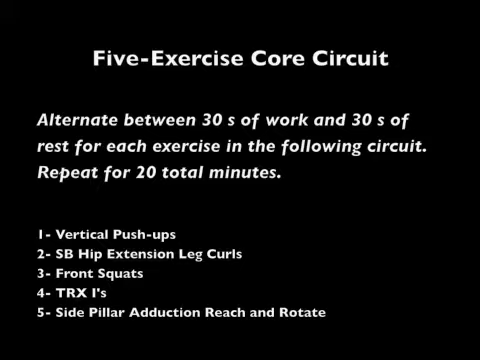 Five-Exercise Core Circuit
Alternate between 30 s of work and 30 s of
rest for each exercise in the following circuit.
Repeat for 20 total minutes.
1- Vertical Push-ups
2- SB Hip Extension Leg Curls
3- Front Squats
4- TRX I's
5- Side Pillar Adduction Reach and Rotate